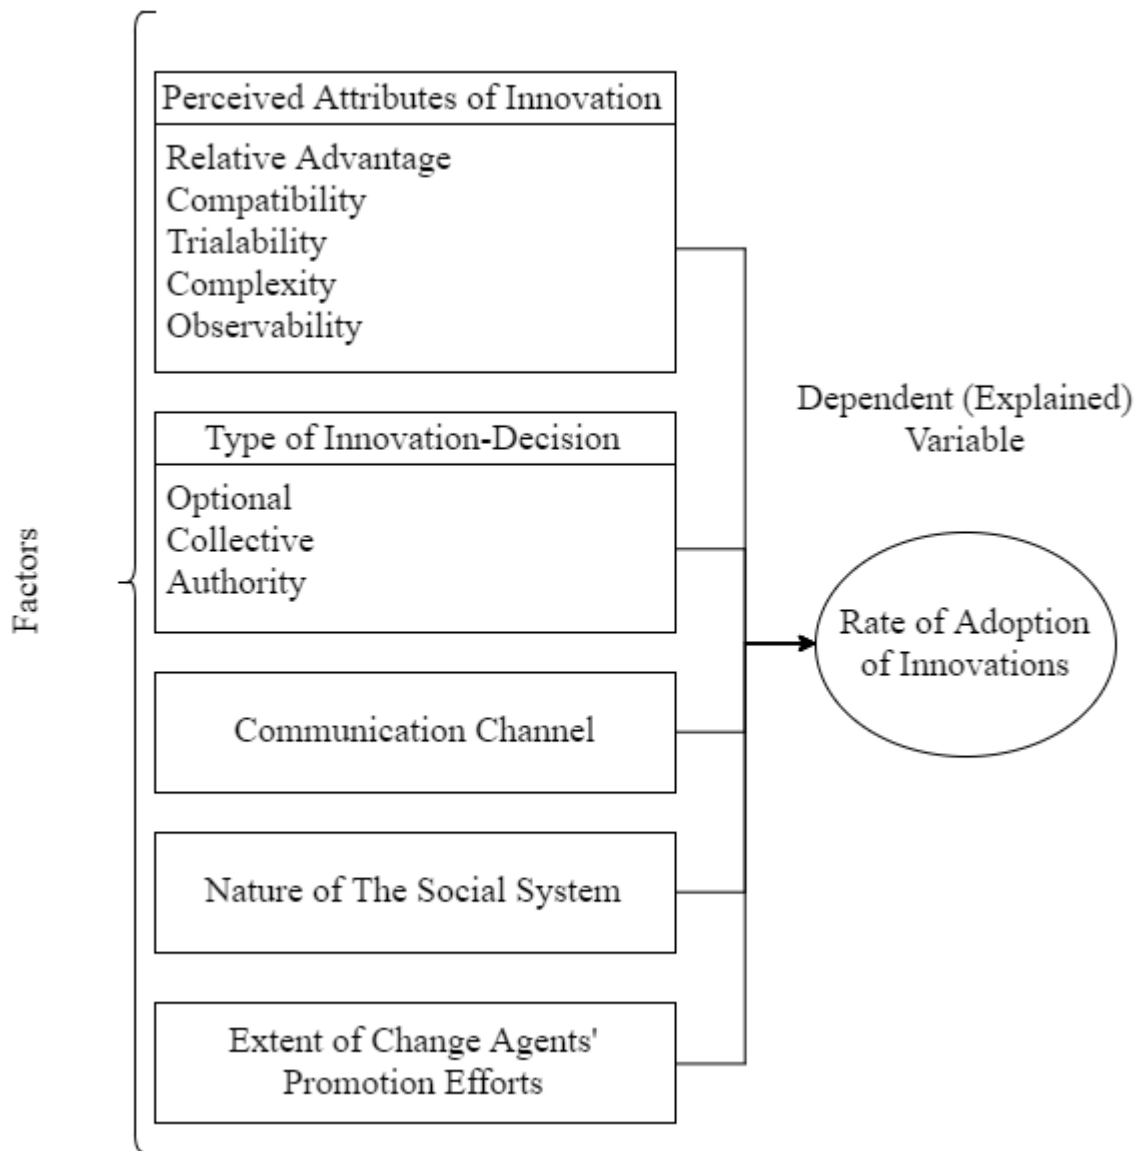 Factors
Perceived Attributes of Innovation
Relative Advantage
Compatibility
Trialability
Complexity
Observability
Type of Innovation-Decision
Optional
Collective
Authority
Communication Channel
Nature of The Social System
Extent of Change Agents'
Promotion Efforts
Dependent (Explained)
Variable
Rate of Adoption
of Innovations